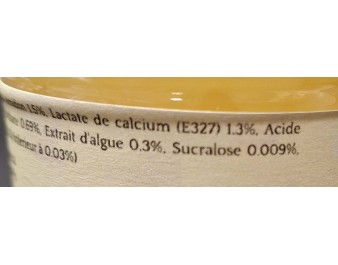 1.5%, Lactate de calcium (E327) 1.3%, Acide
0.69%, Extrait d'algue 0.3%, Sucralose 0.009%,
à 0.03%)